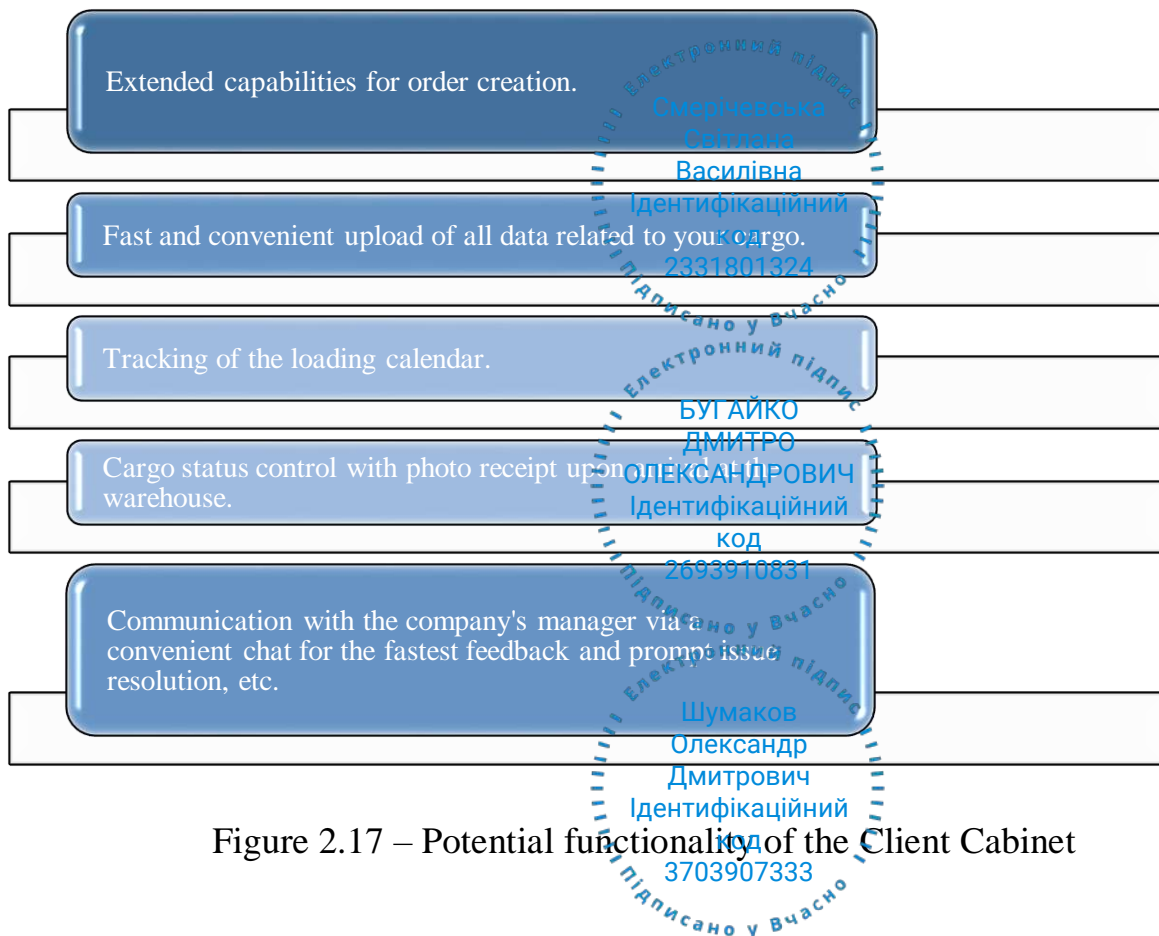 Extended capabilities for order creation.
Fast and convenient upload of all data related to your cargo.
Tracking of the loading calendar.
Cargo status control with photo receipt upon arrival at the
warehouse.
Communication with the company's manager via a
convenient chat for the fastest feedback and prompt issue
resolution, etc.
Figure 2.17 – Potential functionality of the Client Cabinet
Електронний підпис
Смерічевська
Світлана
Василівна
Ідентифікаційний
код
2331801324
Підписано у Вчасно
Електронний підпис
БУГАЙКО
ДМИТРО
ОЛЕКСАНДРОВИЧ
Ідентифікаційний
код
2693910831
Підписано у Вчасно
Електронний підпис
Шумаков
Олександр
Дмитрович
Ідентифікаційний
код
3703907333
Підписано у Вчасно